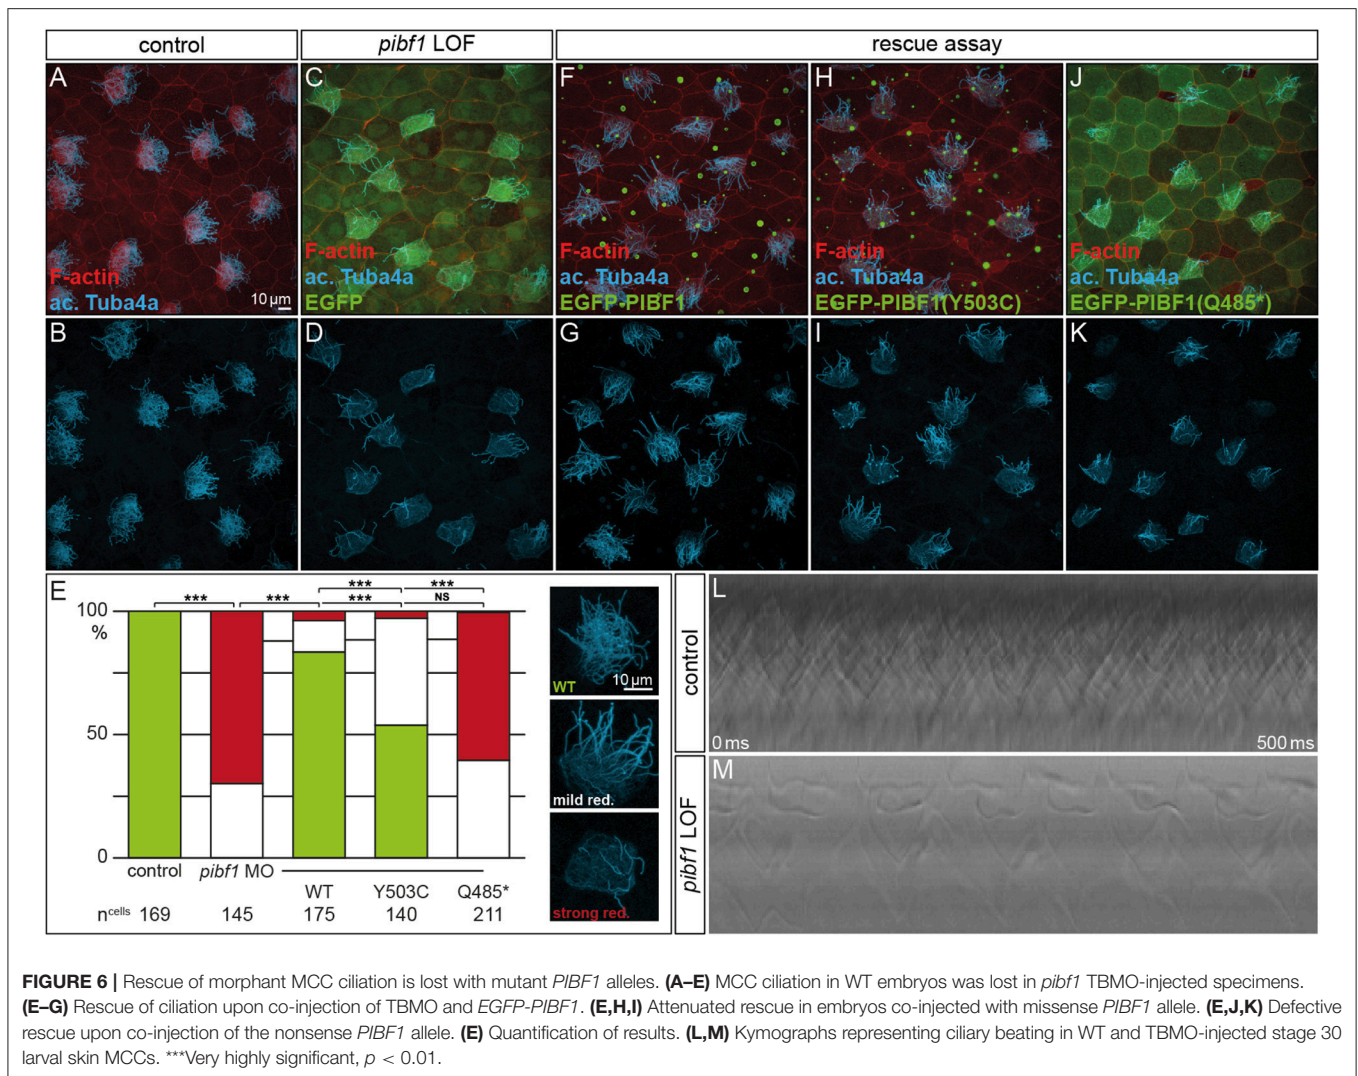 control
pibf1 LOF
rescue assay
A
F-actin
ac. Tuba4a
10 µm
C
F-actin
ac. Tuba4a
EGFP
F
F-actin
ac. Tuba4a
EGFP-PIBF1
H
F-actin
ac. Tuba4a
EGFP-PIBF1(Y503C)
J
F-actin
ac. Tuba4a
EGFP-PIBF1(Q485*)
B
D
G
I
K
E
*** ***
*** *** *** NS
100
%
50
0
control
pibf1 MO
WT Y503C Q485*
ncells 169 145 175 140 211
WT
10 µm
mild red.
strong red.
control
L
0 ms
500 ms
pibf1 LOF
M
FIGURE 6 | Rescue of morphant MCC ciliation is lost with mutant PIBF1 alleles. (A–E) MCC ciliation in WT embryos was lost in pibf1 TBMO-injected specimens.
(E–G) Rescue of ciliation upon co-injection of TBMO and EGFP-PIBF1. (E,H,I) Attenuated rescue in embryos co-injected with missense PIBF1 allele. (E,J,K) Defective
rescue upon co-injection of the nonsense PIBF1 allele. (E) Quantification of results. (L,M) Kymographs representing ciliary beating in WT and TBMO-injected stage 30
larval skin MCCs. ***Very highly significant, p < 0.01.